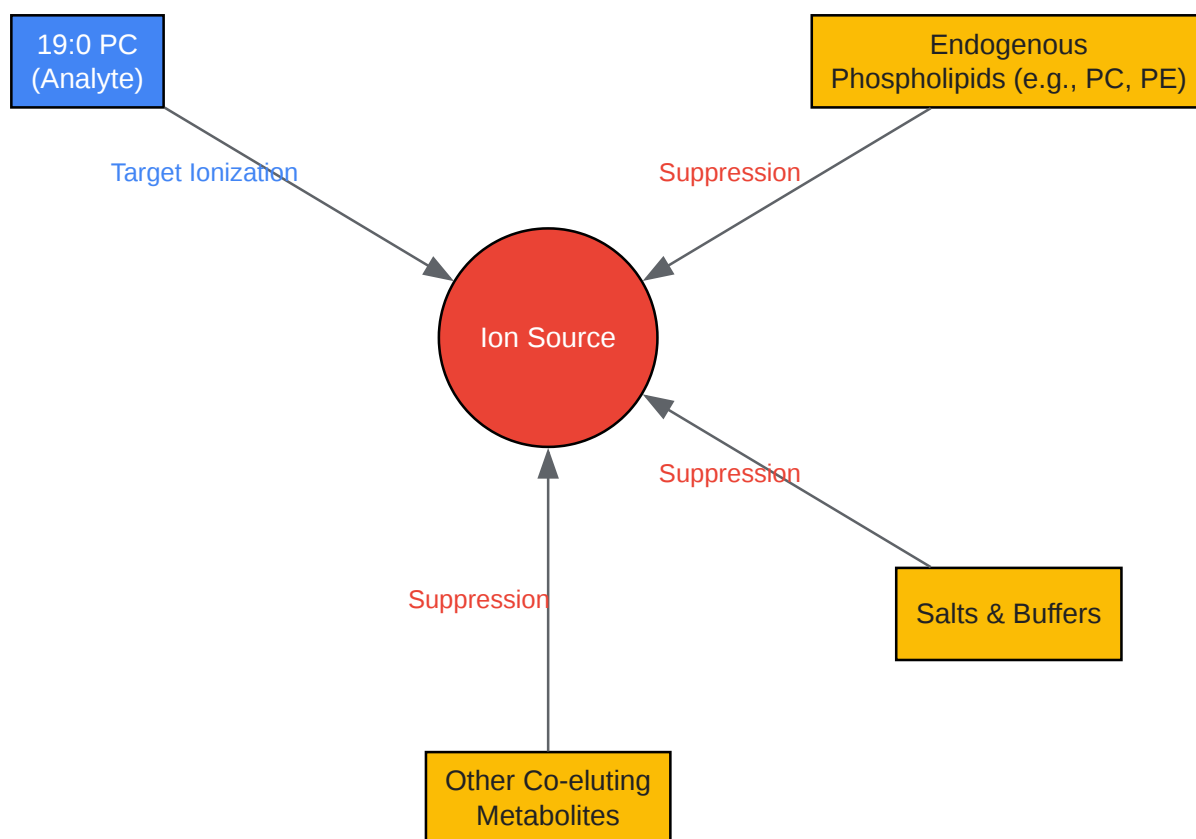 19:0 PC
(Analyte)
Endogenous
Phospholipids (e.g., PC, PE)
Target Ionization
Suppression
Ion Source
Suppression
Suppression
Salts & Buffers
Other Co-eluting
Metabolites